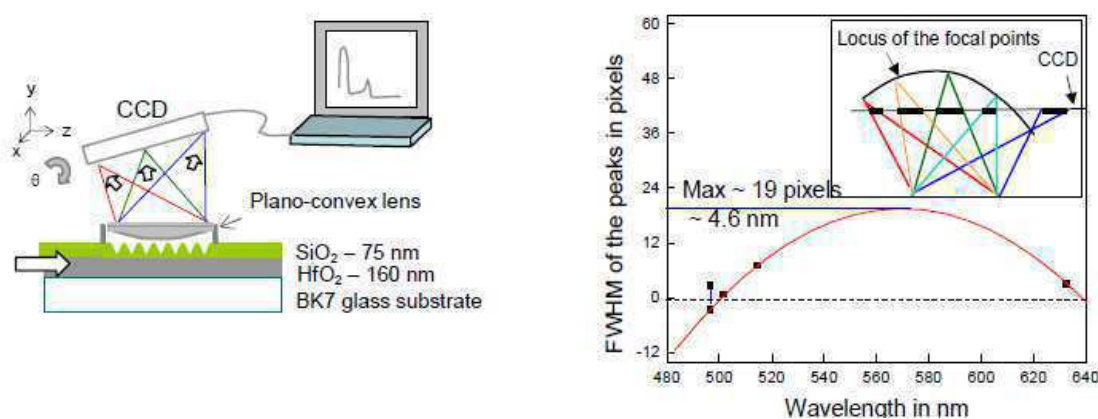 y
z
x
θ
CCD
Plano-convex lens
SiO₂ – 75 nm
HfO₂ – 160 nm
BK7 glass substrate
FWHM of the peaks in pixels
60
48
36
24
12
0
-12
Locus of the focal points
CCD
Max ~ 19 pixels
~ 4.6 nm
480 500 520 540 560 580 600 620 640
Wavelength in nm